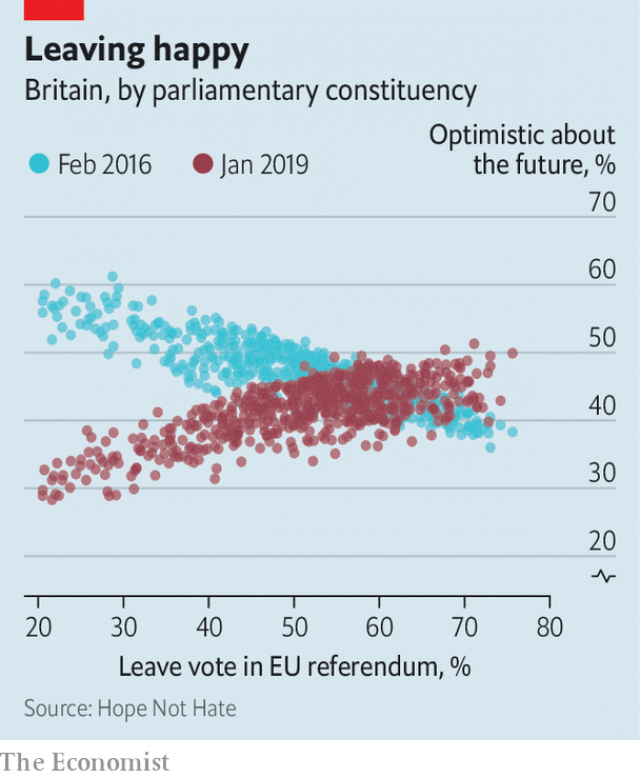 Leaving happy
Britain, by parliamentary constituency
Feb 2016
Jan 2019
Optimistic about
the future, %
70
60
50
40
30
20
20 30 40 50 60 70 80
Leave vote in EU referendum, %
Source: Hope Not Hate
The Economist